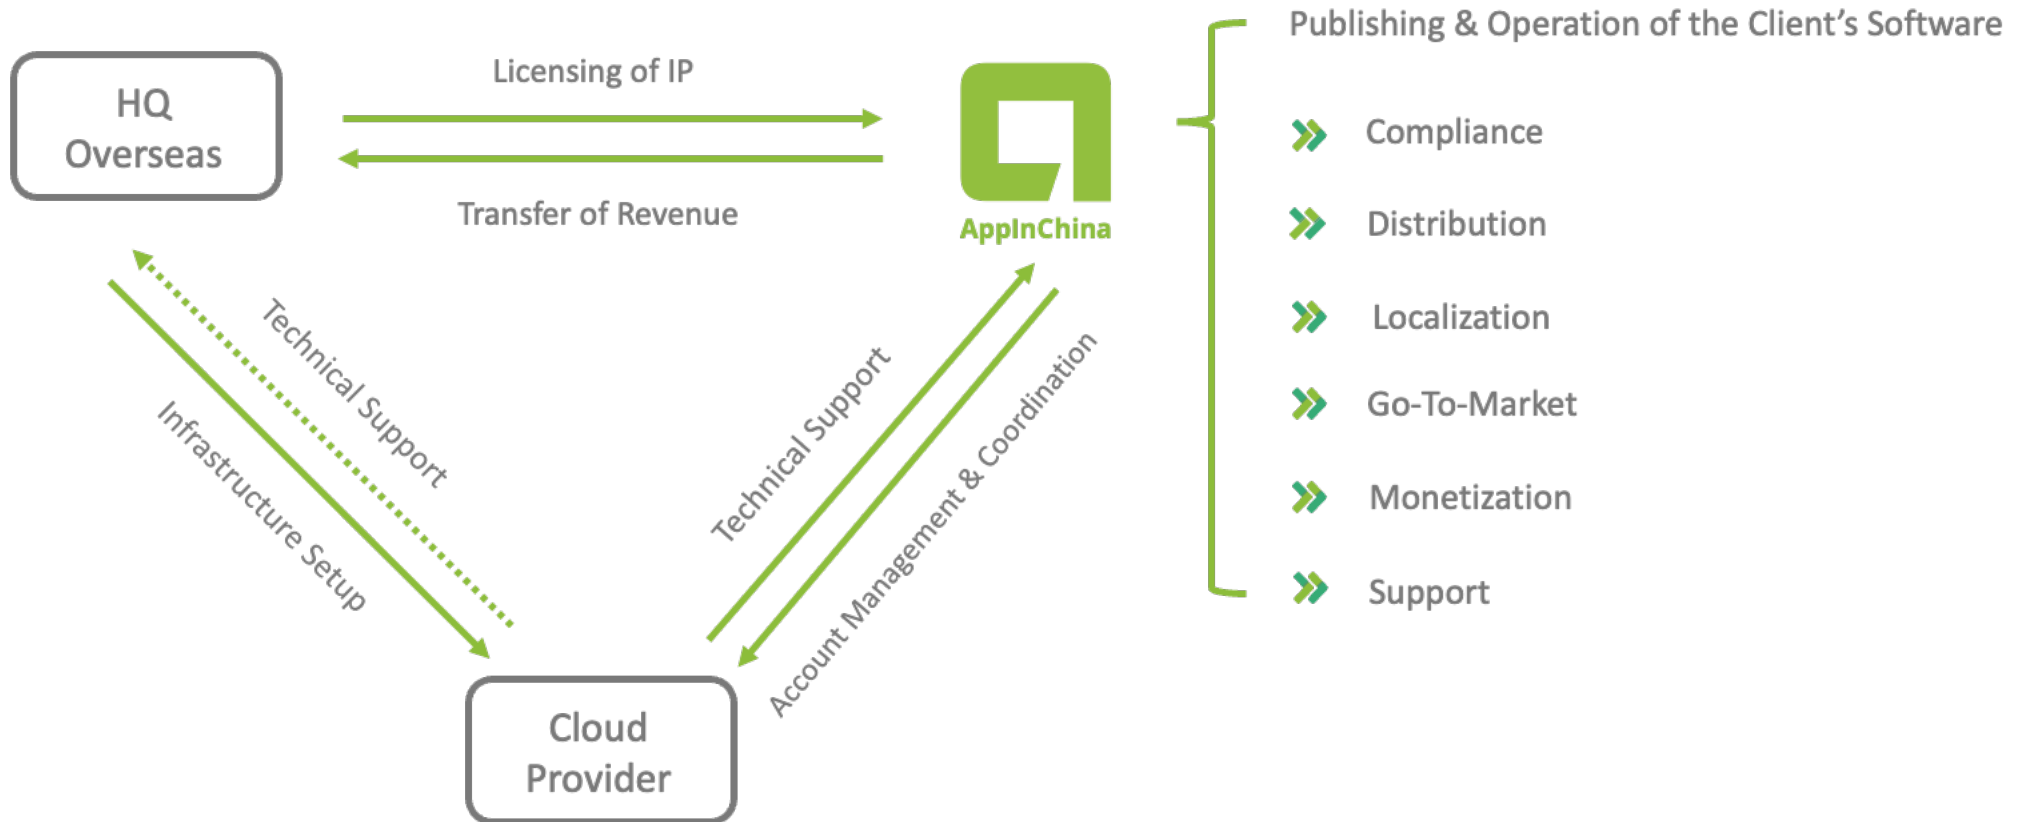 Publishing & Operation of the Client’s Software
HQ
Overseas
Licensing of IP
Transfer of Revenue
AppInChina
Compliance
Distribution
Localization
Go-To-Market
Monetization
Support
Technical Support
Infrastructure Setup
Technical Support
Account Management & Coordination
Cloud
Provider